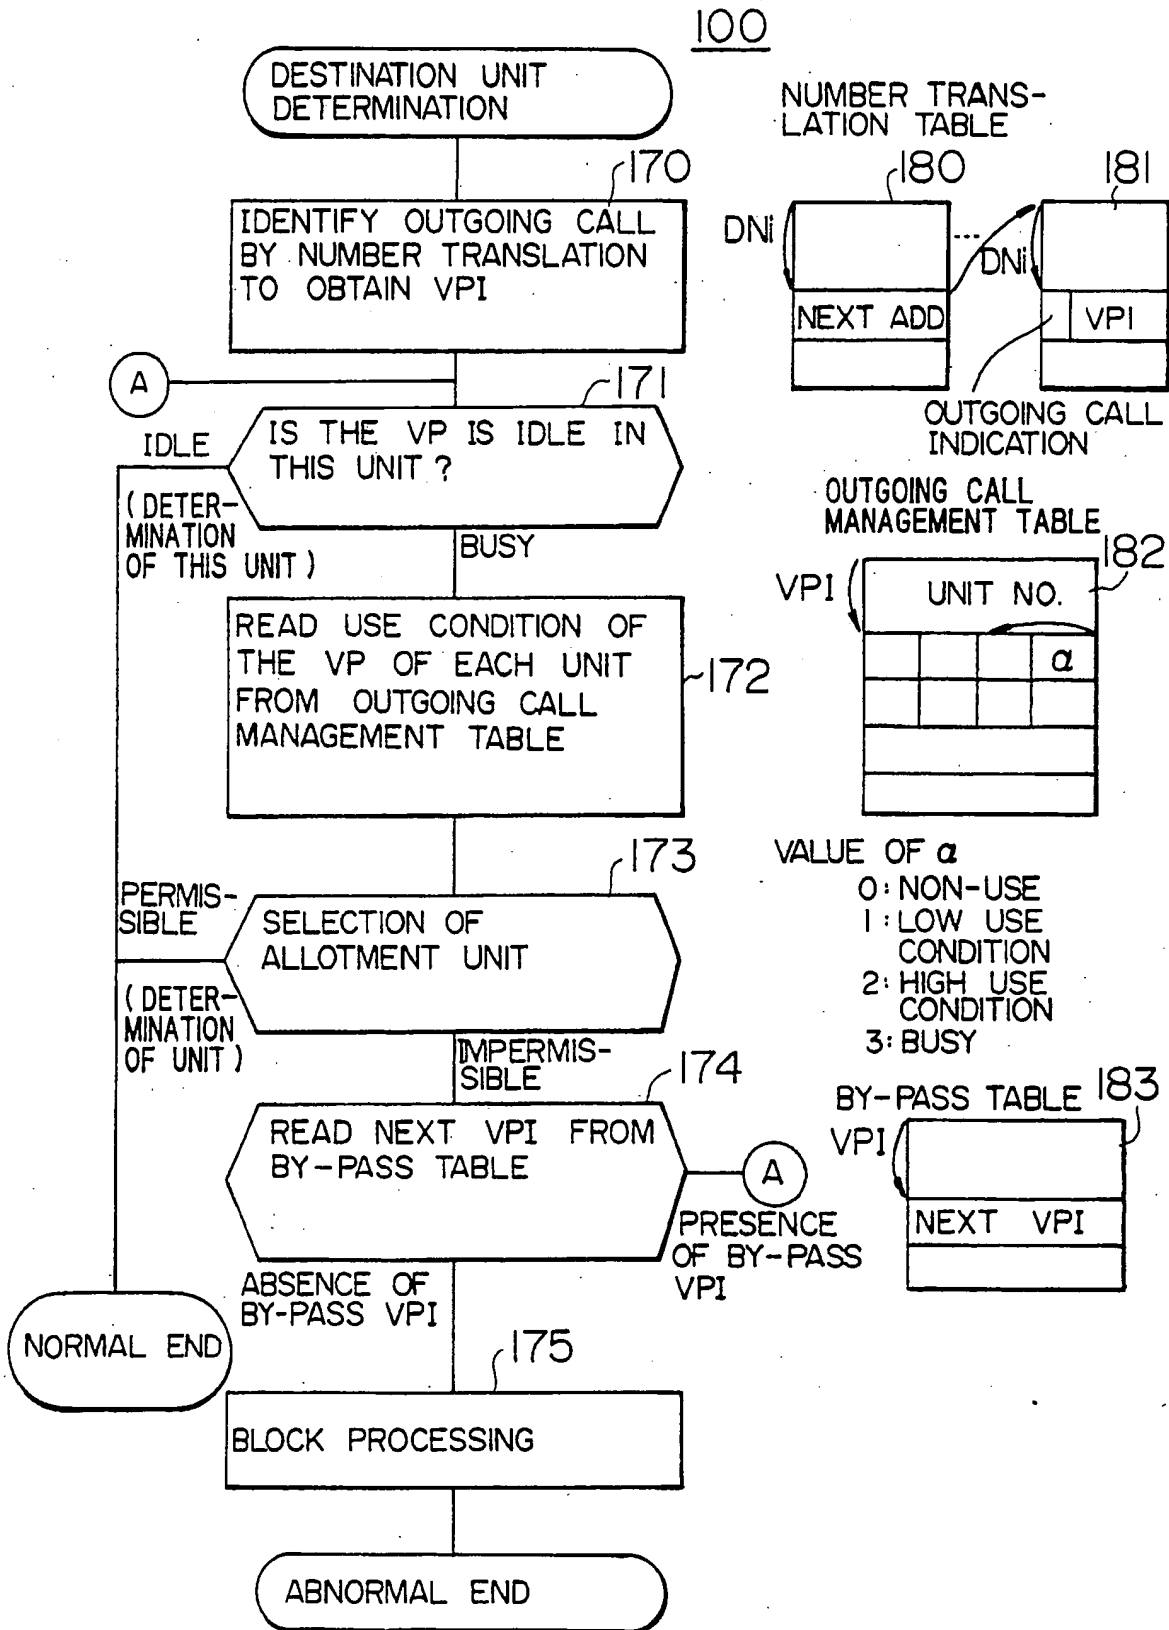 100
DESTINATION UNIT
DETERMINATION
170
IDENTIFY OUTGOING CALL
BY NUMBER TRANSLATION
TO OBTAIN VPI
A
171
IS THE VP IS IDLE IN
THIS UNIT ?
IDLE
(DETER-
MINATION
OF THIS UNIT)
BUSY
READ USE CONDITION OF
THE VP OF EACH UNIT
FROM OUTGOING CALL
MANAGEMENT TABLE
172
173
SELECTION OF
ALLOTMENT UNIT
PERMIS-
SIBLE
(DETER-
MINATION
OF UNIT)
IMPERMIS-
SIBLE
174
READ NEXT VPI FROM
BY-PASS TABLE
A
PRESENCE
OF BY-PASS
VPI
ABSENCE OF
BY-PASS VPI
NORMAL END
175
BLOCK PROCESSING
ABNORMAL END
NUMBER TRANS-
LATION TABLE
180
181
DNi
...
DNi
NEXT ADD
VPI
OUTGOING CALL
INDICATION
OUTGOING CALL
MANAGEMENT TABLE
182
VPI
UNIT NO.
α
VALUE OF α
0: NON-USE
1: LOW USE
CONDITION
2: HIGH USE
CONDITION
3: BUSY
BY-PASS TABLE
183
VPI
NEXT VPI